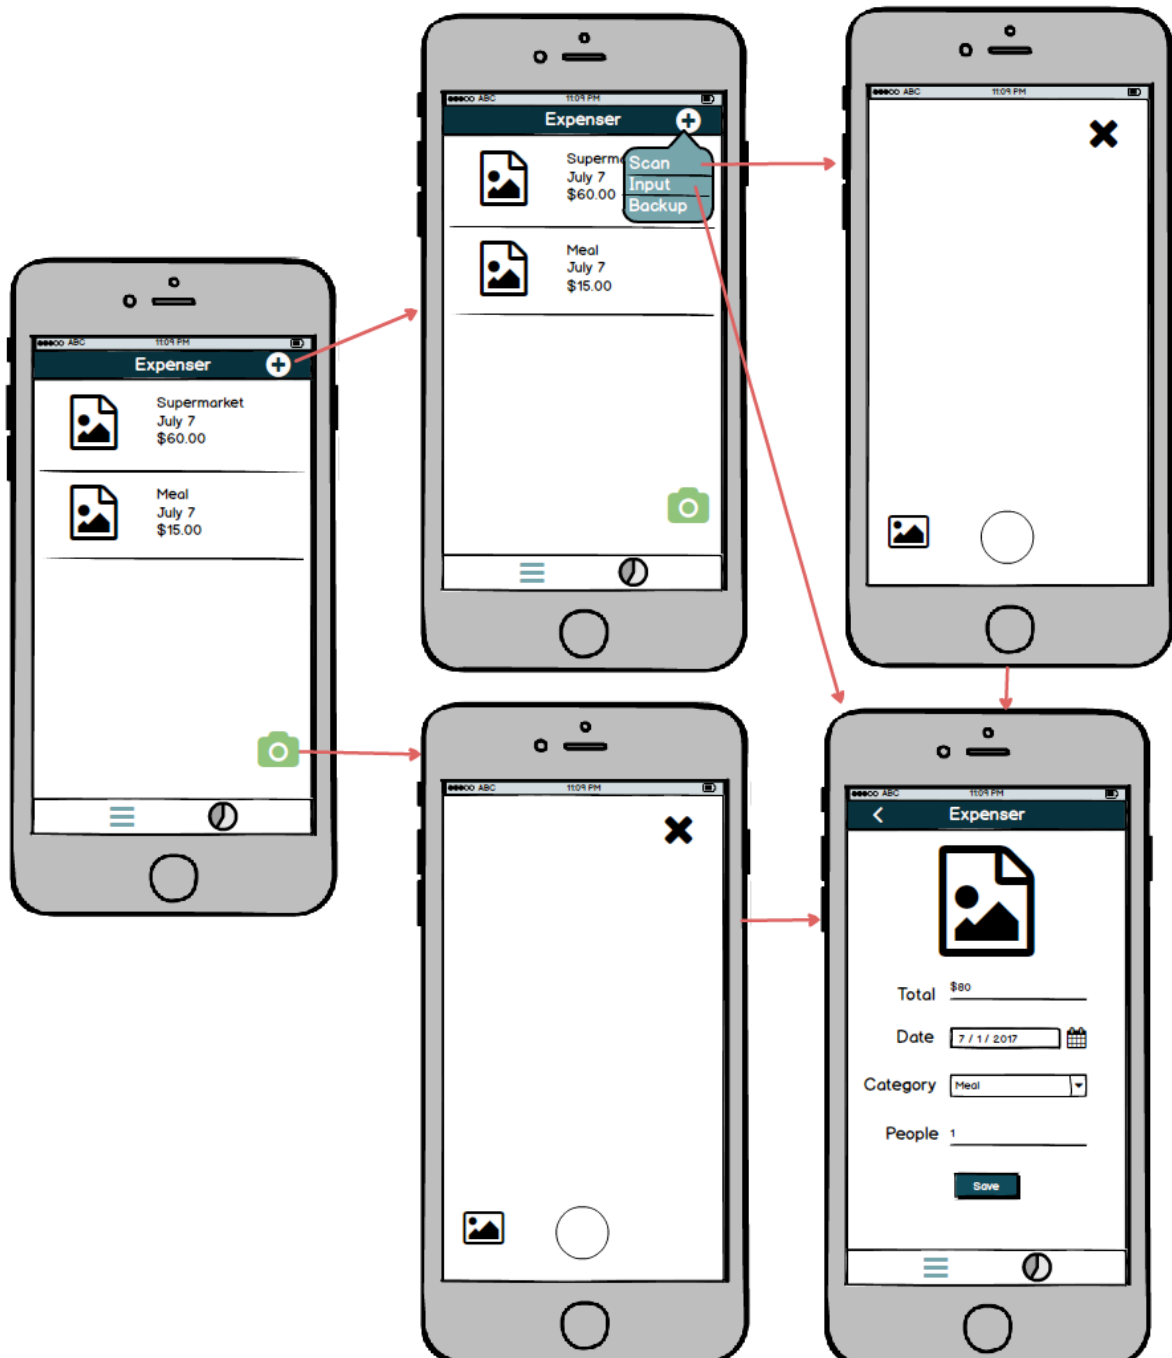 ABC 11:09 PM
Expenser
Superma
July 7
$60.00
Scan
Input
Backup
Meal
July 7
$15.00
ABC 11:09 PM
ABC 11:09 PM
Expenser
Supermarket
July 7
$60.00
Meal
July 7
$15.00
ABC 11:09 PM
ABC 11:09 PM
Expenser
Total $80
Date 7 / 1 / 2017
Category Meal
People 1
Save